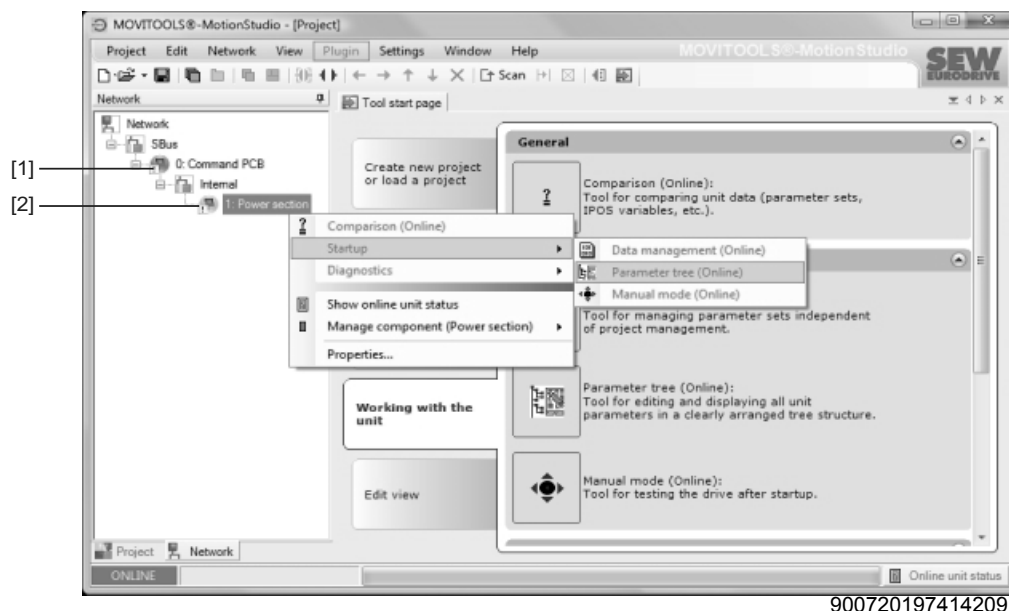 MOVITOOLS®-MotionStudio - [Project]
Project Edit Network View Plugin Settings Window Help
MOVITOOLS®-MotionStudio
SEW
EURODRIVE
Scan
Network
Tool start page
Network
SBus
[1]
0: Command PCB
Internal
[2]
1: Power section
Create new project
or load a project
General
Comparison (Online):
Tool for comparing unit data (parameter sets,
IPOS variables, etc.).
Comparison (Online)
Startup
Diagnostics
Show online unit status
Manage component (Power section)
Properties...
Data management (Online)
Parameter tree (Online)
Manual mode (Online)
Tool for managing parameter sets independent
of project management.
Working with the
unit
Parameter tree (Online):
Tool for editing and displaying all unit
parameters in a clearly arranged tree structure.
Edit view
Manual mode (Online):
Tool for testing the drive after startup.
Project Network
ONLINE
Online unit status
900720197414209